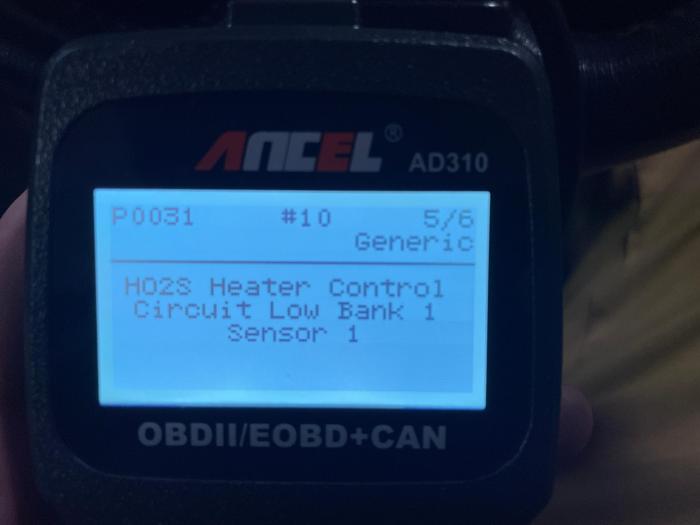 ANCEL® AD310
P0031 #10 5/6
Generic
HO2S Heater Control
Circuit Low Bank 1
Sensor 1
OBDII/EOBD+CAN